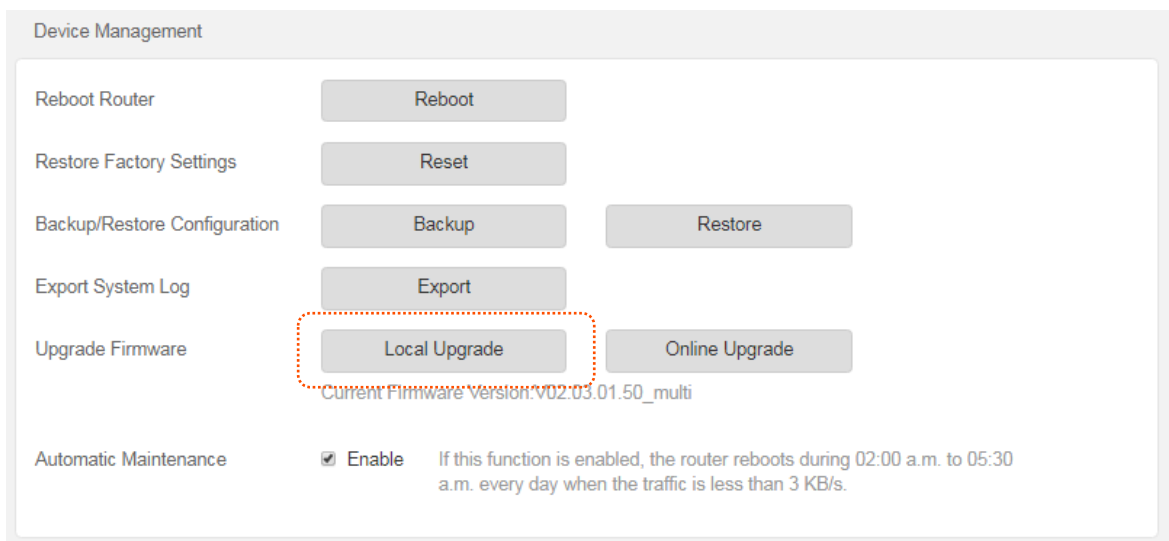 Device Management
Reboot Router Reboot
Restore Factory Settings Reset
Backup/Restore Configuration Backup Restore
Export System Log Export
Upgrade Firmware Local Upgrade Online Upgrade
Current Firmware Version:V02.03.01.50_multi
Automatic Maintenance Enable If this function is enabled, the router reboots during 02:00 a.m. to 05:30
a.m. every day when the traffic is less than 3 KB/s.